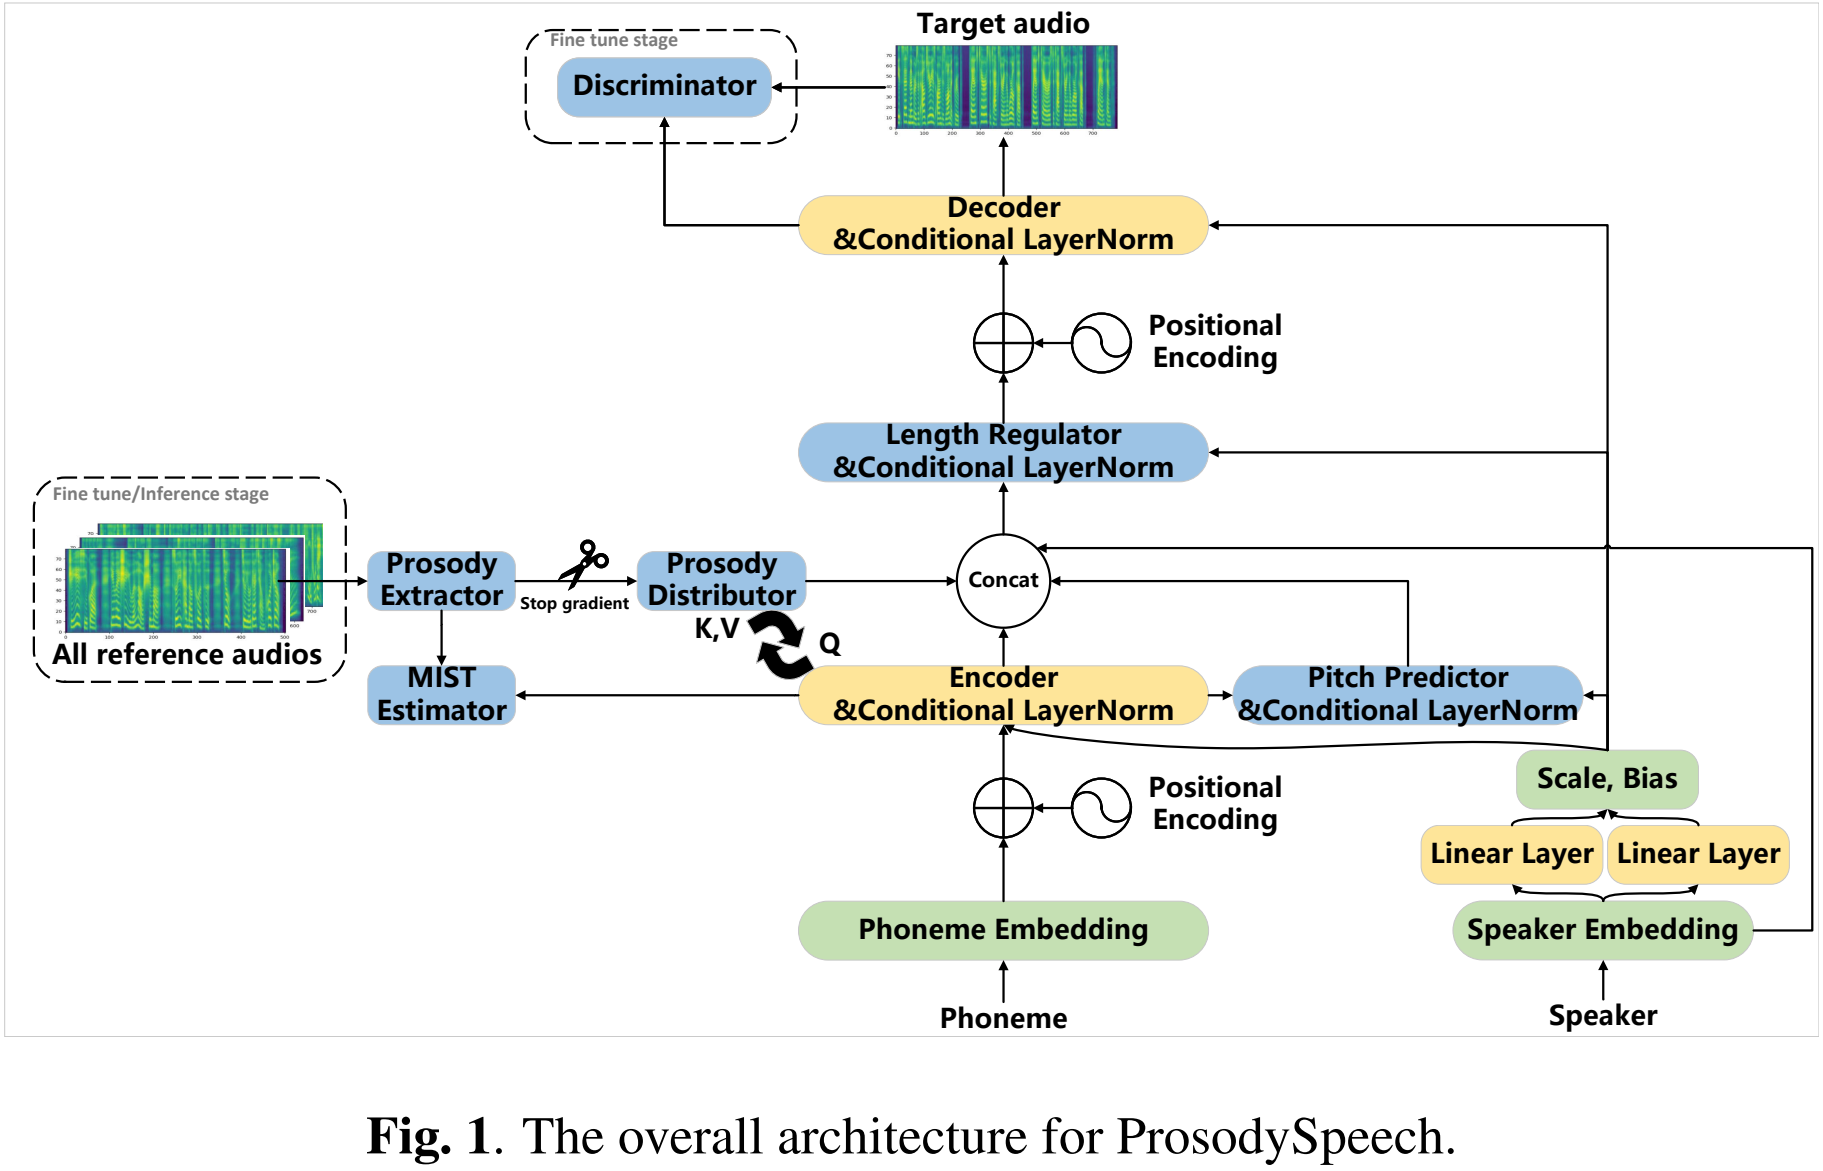 Target audio
Fine tune stage
Discriminator
Decoder
&Conditional LayerNorm
Positional
Encoding
Length Regulator
&Conditional LayerNorm
Fine tune/Inference stage
All reference audios
Prosody
Extractor
Stop gradient
Prosody
Distributor
Concat
K,V
Q
MIST
Estimator
Encoder
&Conditional LayerNorm
Pitch Predictor
&Conditional LayerNorm
Scale, Bias
Positional
Encoding
Linear Layer
Linear Layer
Phoneme Embedding
Speaker Embedding
Phoneme
Speaker
Fig. 1. The overall architecture for ProsodySpeech.